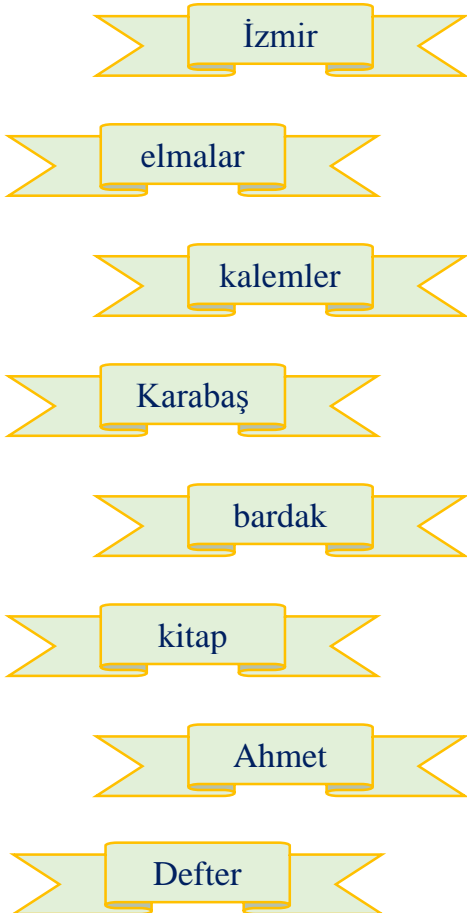 İzmir
elmalar
kalemler
Karabaş
bardak
kitap
Ahmet
Defter